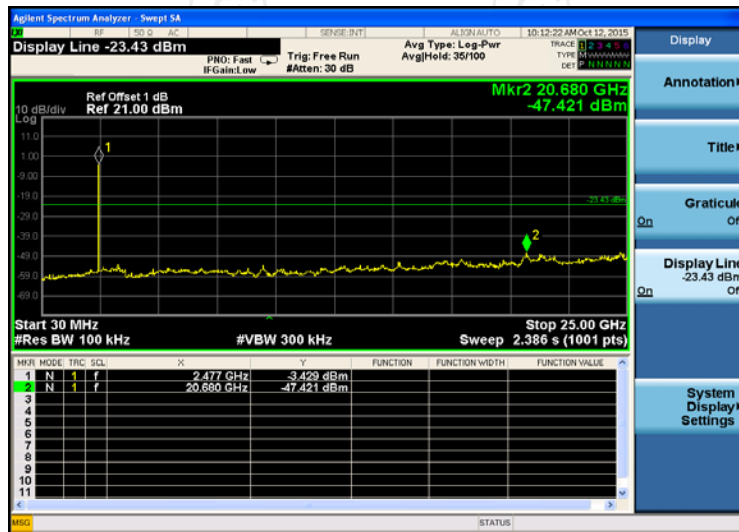 Agilent Spectrum Analyzer - Swept SA
RF 50 Ω AC SENSE:INT ALIGN AUTO 10:12:22 AM Oct 12, 2015
Display Line -23.43 dBm
Avg Type: Log-Pwr
TRACE 1 2 3 4 5 6
PNO: Fast Trig: Free Run Avg|Hold: 35/100
TYPE MWWWWW
IFGain:Low #Atten: 30 dB
DET P N N N N N
Mkr2 20.680 GHz
-47.421 dBm
Ref Offset 1 dB
10 dB/div Ref 21.00 dBm
Log
11.0
1.00
-9.00
-19.0
-29.0
-39.0
-49.0
-59.0
-69.0
1
-23.43 dBm
2
Start 30 MHz Stop 25.00 GHz
#Res BW 100 kHz #VBW 300 kHz Sweep 2.386 s (1001 pts)
MKR MODE TRC SCL X Y FUNCTION FUNCTION WIDTH FUNCTION VALUE
1 N 1 f 2.477 GHz -3.429 dBm
2 N 1 f 20.680 GHz -47.421 dBm
3
4
5
6
7
8
9
10
11
MSG STATUS
Display
Annotation
Title
Graticule
On Of
Display Line
-23.43 dBm
On Of
System
Display
Settings